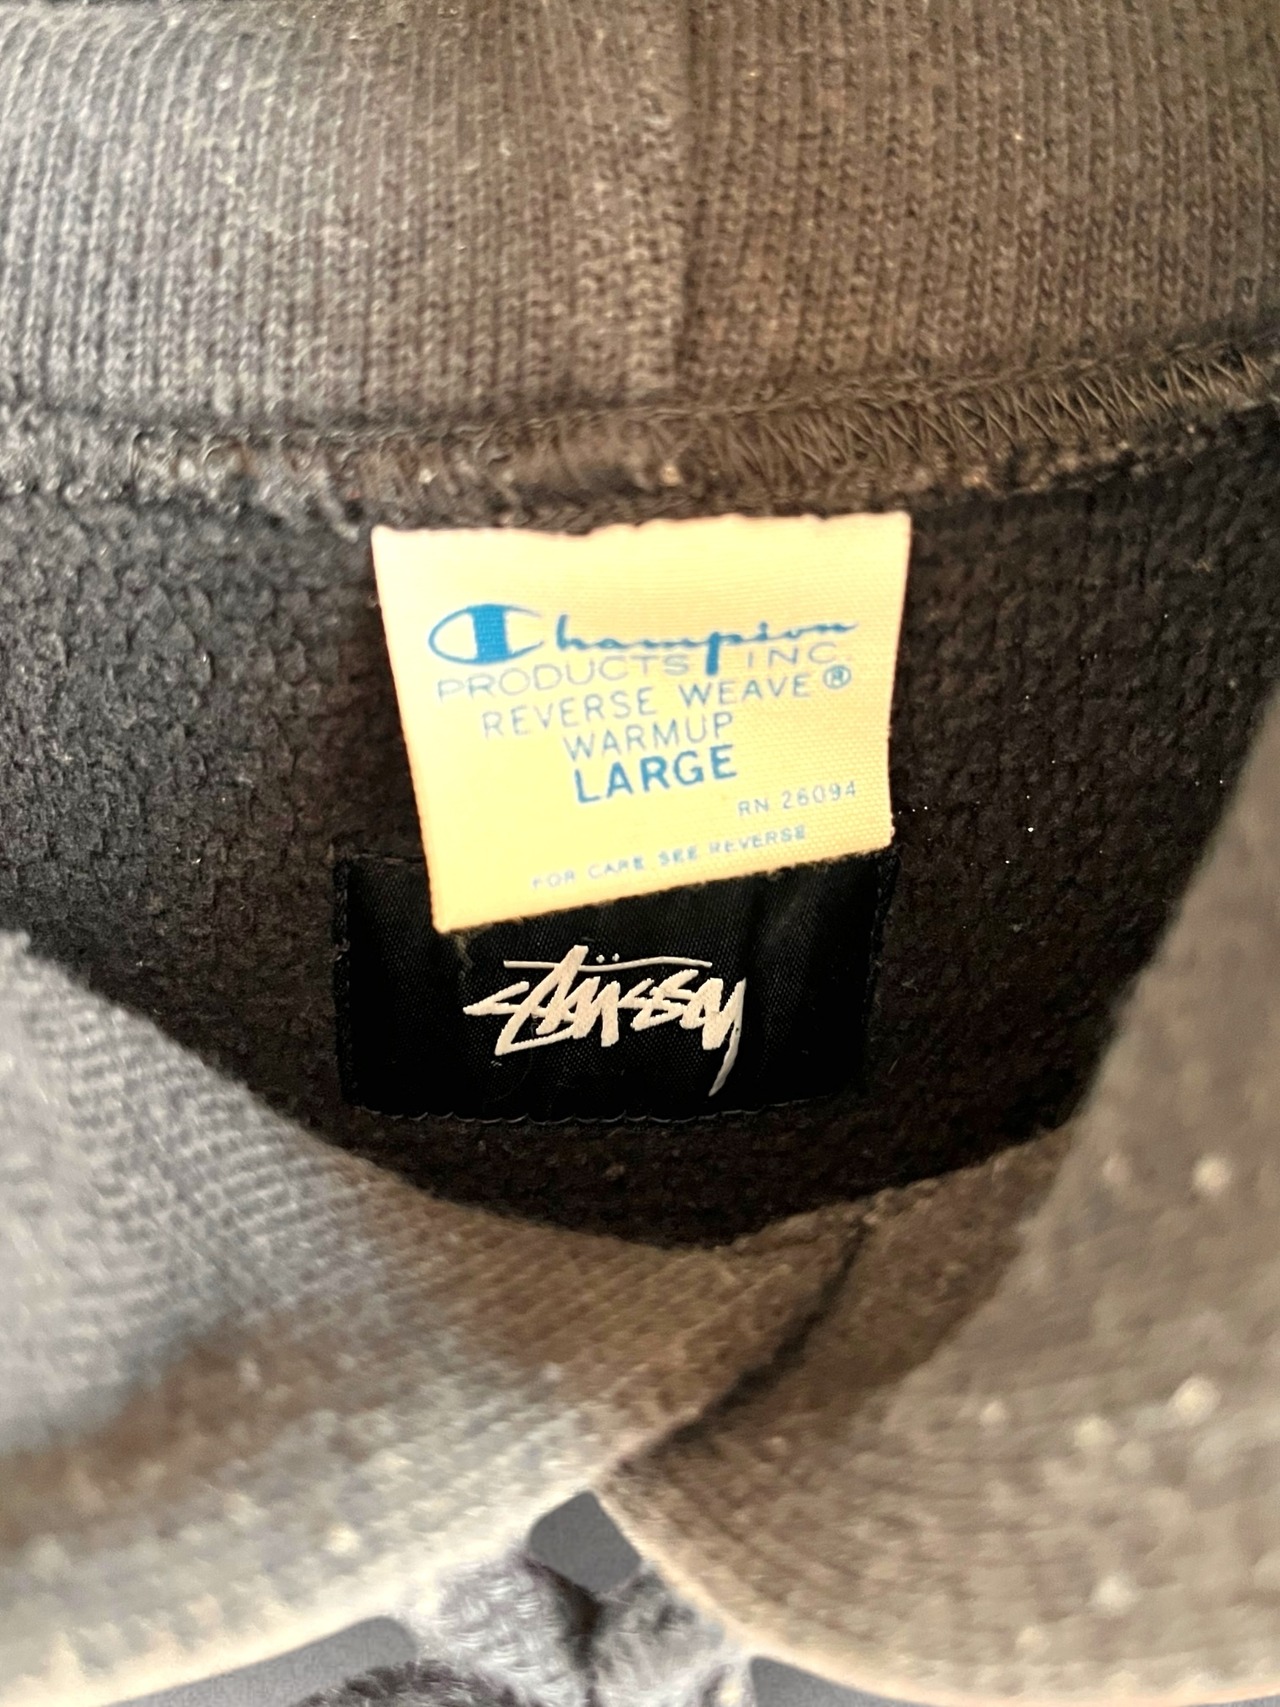 Champion
PRODUCTS INC.
REVERSE WEAVE®
WARMUP
LARGE
RN 26094
FOR CARE SEE REVERSE
Stüssy